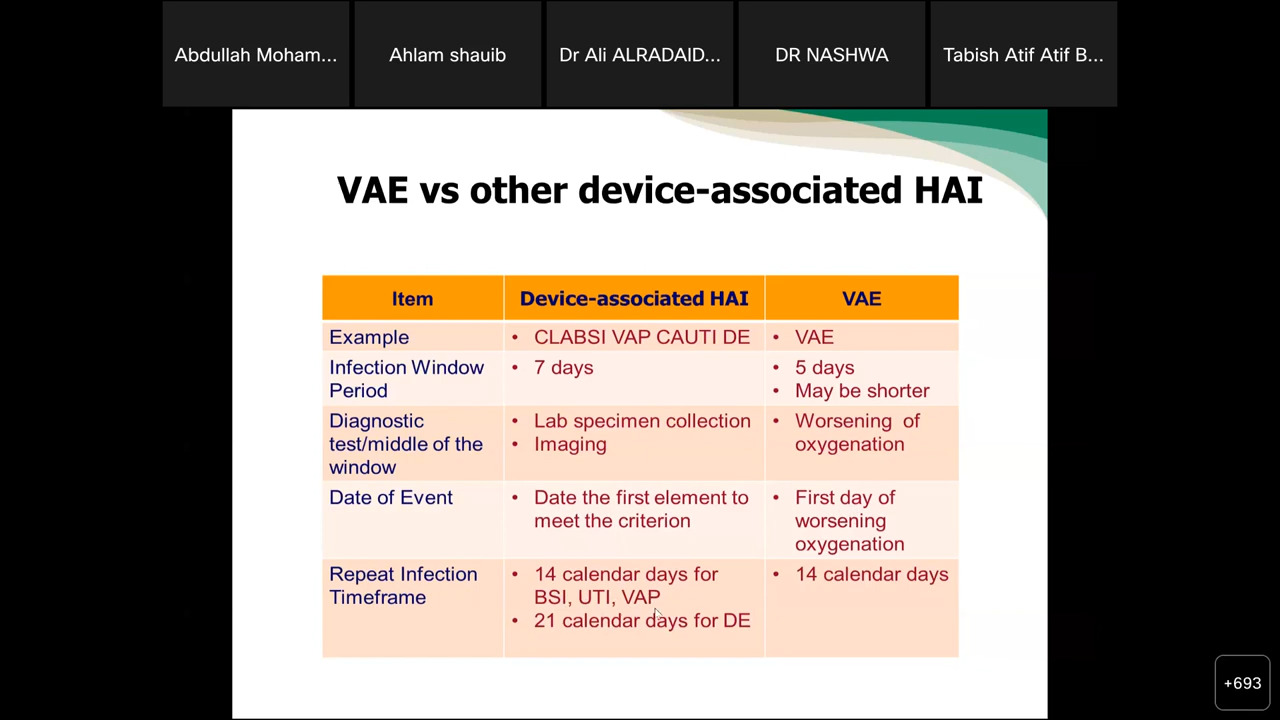 Abdullah Moham...
Ahlam shauib
Dr Ali ALRADAID...
DR NASHWA
Tabish Atif Atif B...
VAE vs other device-associated HAI
Item
Device-associated HAI
VAE
Example
• CLABSI VAP CAUTI DE
• VAE
Infection Window
Period
• 7 days
• 5 days
• May be shorter
Diagnostic
test/middle of the
window
• Lab specimen collection
• Imaging
• Worsening of
oxygenation
Date of Event
• Date the first element to
meet the criterion
• First day of
worsening
oxygenation
Repeat Infection
Timeframe
• 14 calendar days for
BSI, UTI, VAP
• 21 calendar days for DE
• 14 calendar days
+693